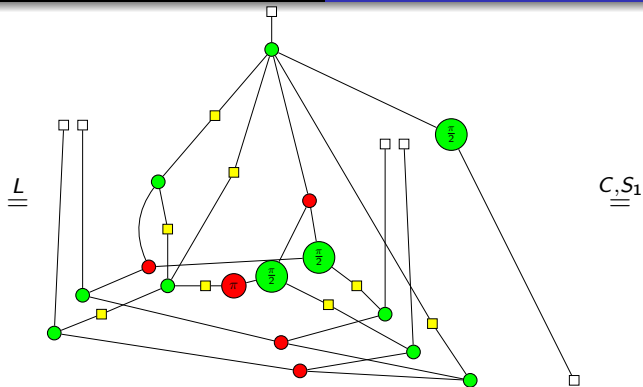 π/2
L
=
C,S₁
=
π/2
π
π/2